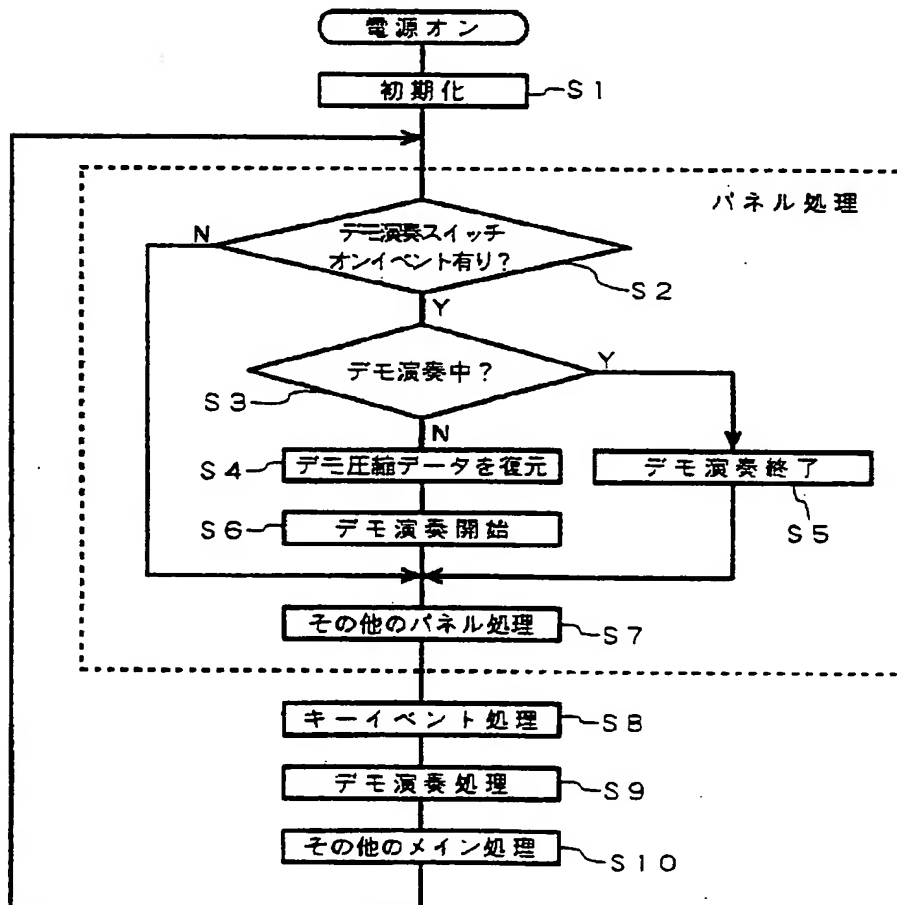 電源オン
初期化
S1
パネル処理
N
デモ演奏スイッチ
オンイベント有り?
S2
Y
デモ演奏中?
Y
S3
N
S4
デモ圧縮データを復元
デモ演奏終了
S6
デモ演奏開始
S5
その他のパネル処理
S7
キーイベント処理
S8
デモ演奏処理
S9
その他のメイン処理
S10